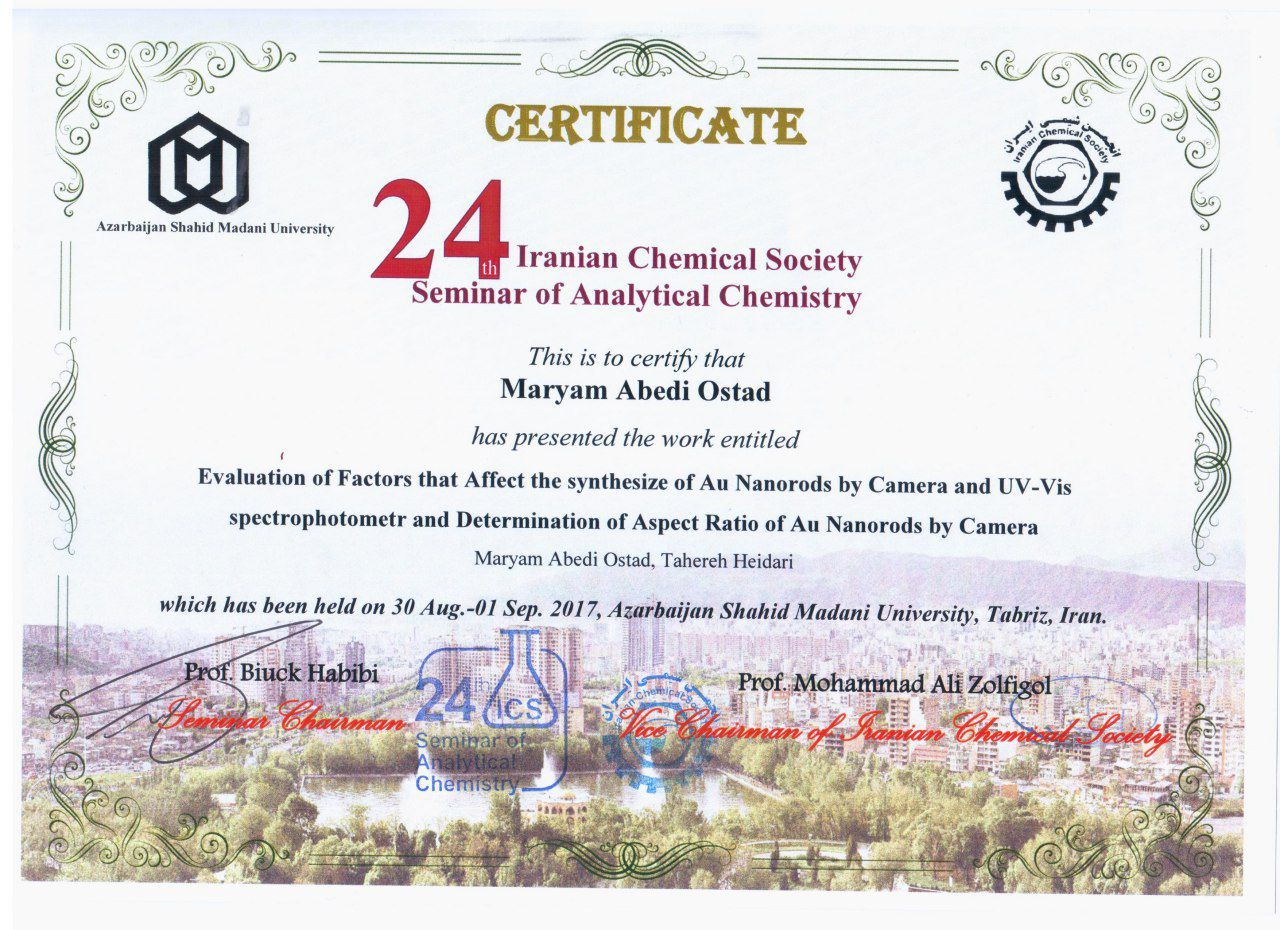 CERTIFICATE
Azarbaijan Shahid Madani University
انجمن شیمی ایران
Iranian Chemical Society
24th Iranian Chemical Society
Seminar of Analytical Chemistry
This is to certify that
Maryam Abedi Ostad
has presented the work entitled
Evaluation of Factors that Affect the synthesize of Au Nanorods by Camera and UV-Vis
spectrophotometr and Determination of Aspect Ratio of Au Nanorods by Camera
Maryam Abedi Ostad, Tahereh Heidari
which has been held on 30 Aug.-01 Sep. 2017, Azarbaijan Shahid Madani University, Tabriz, Iran.
Prof. Biuck Habibi
Seminar Chairman
24th ICS
Seminar of
Analytical
Chemistry
Prof. Mohammad Ali Zolfigol
Vice Chairman of Iranian Chemical Society